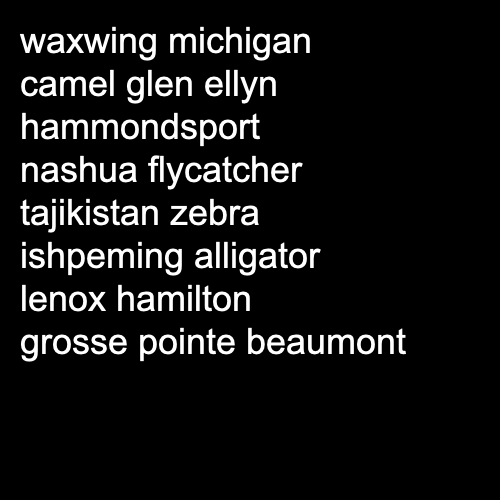 waxwing michigan
camel glen ellyn
hammondsport
nashua flycatcher
tajikistan zebra
ishpeming alligator
lenox hamilton
grosse pointe beaumont